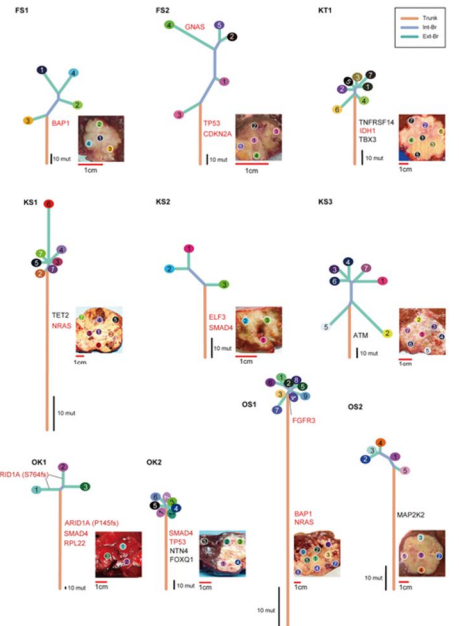 FS1
FS2
KT1
Trunk
Int-Br
Ext-Br
GNAS
BAP1
TP53
CDKN2A
TNFRSF14
IDH1
TBX3
10 mut
10 mut
10 mut
1cm
1cm
1cm
KS1
KS2
KS3
TET2
NRAS
ELF3
SMAD4
ATM
10 mut
10 mut
10 mut
1cm
1cm
1cm
OS1
OS2
FGFR3
OK1
OK2
RID1A (S764fs)
ARID1A (P145fs)
SMAD4
RPL22
SMAD4
TP53
NTN4
FOXQ1
BAP1
NRAS
MAP2K2
10 mut
10 mut
10 mut
10 mut
1cm
1cm
1cm
1cm